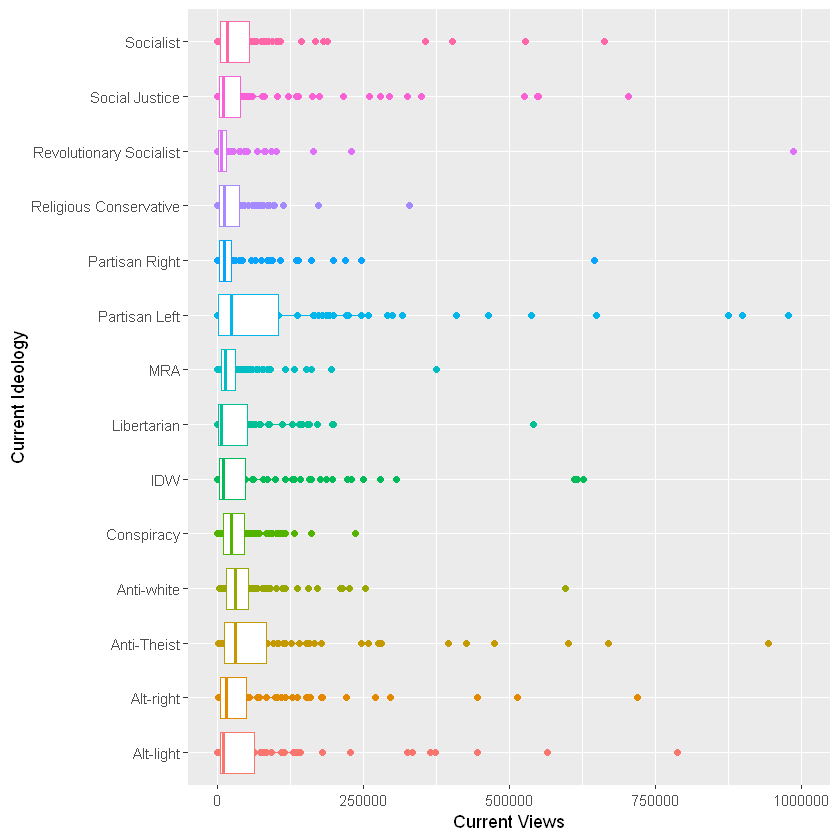 Socialist
Social Justice
Revolutionary Socialist
Religious Conservative
Partisan Right
Partisan Left
MRA
Libertarian
IDW
Conspiracy
Anti-white
Anti-Theist
Alt-right
Alt-light
Current Ideology
0 250000 500000 750000 1000000
Current Views